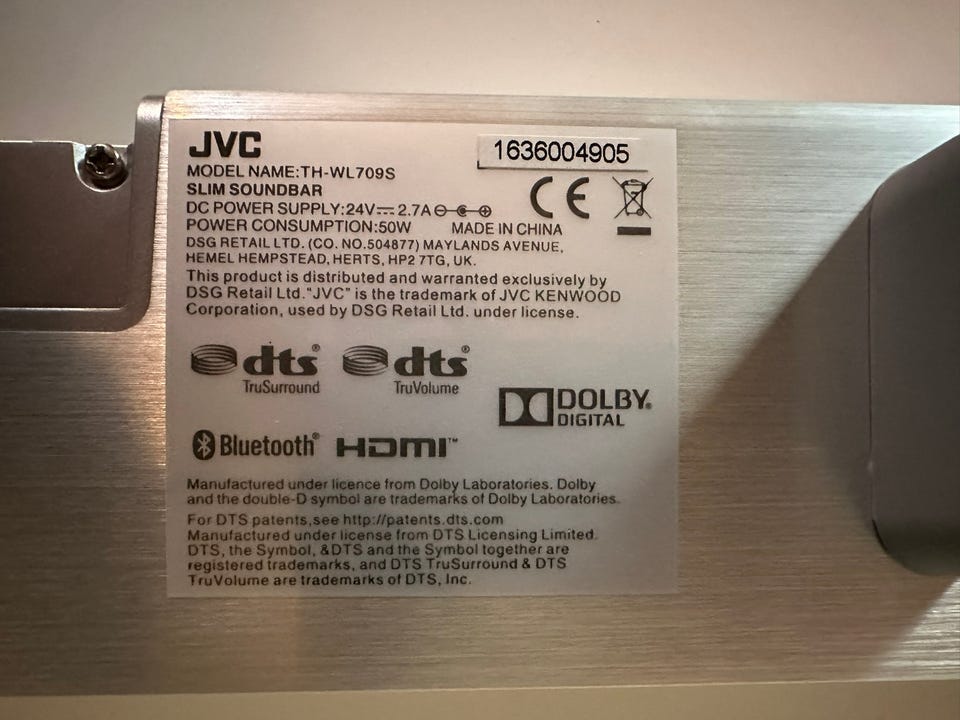 JVC
1636004905
MODEL NAME:TH-WL709S
SLIM SOUNDBAR
DC POWER SUPPLY:24V⎓2.7A
POWER CONSUMPTION:50W MADE IN CHINA
CE
DSG RETAIL LTD. (CO. NO.504877) MAYLANDS AVENUE,
HEMEL HEMPSTEAD, HERTS, HP2 7TG, UK.
This product is distributed and warranted exclusively by
DSG Retail Ltd."JVC" is the trademark of JVC KENWOOD
Corporation, used by DSG Retail Ltd. under license.
dts® dts®
TruSurround TruVolume
DOLBY®
DIGITAL
Bluetooth® HDMI™
Manufactured under licence from Dolby Laboratories. Dolby
and the double-D symbol are trademarks of Dolby Laboratories.
For DTS patents,see http://patents.dts.com
Manufactured under license from DTS Licensing Limited.
DTS, the Symbol, &DTS and the Symbol together are
registered trademarks, and DTS TruSurround & DTS
TruVolume are trademarks of DTS, Inc.